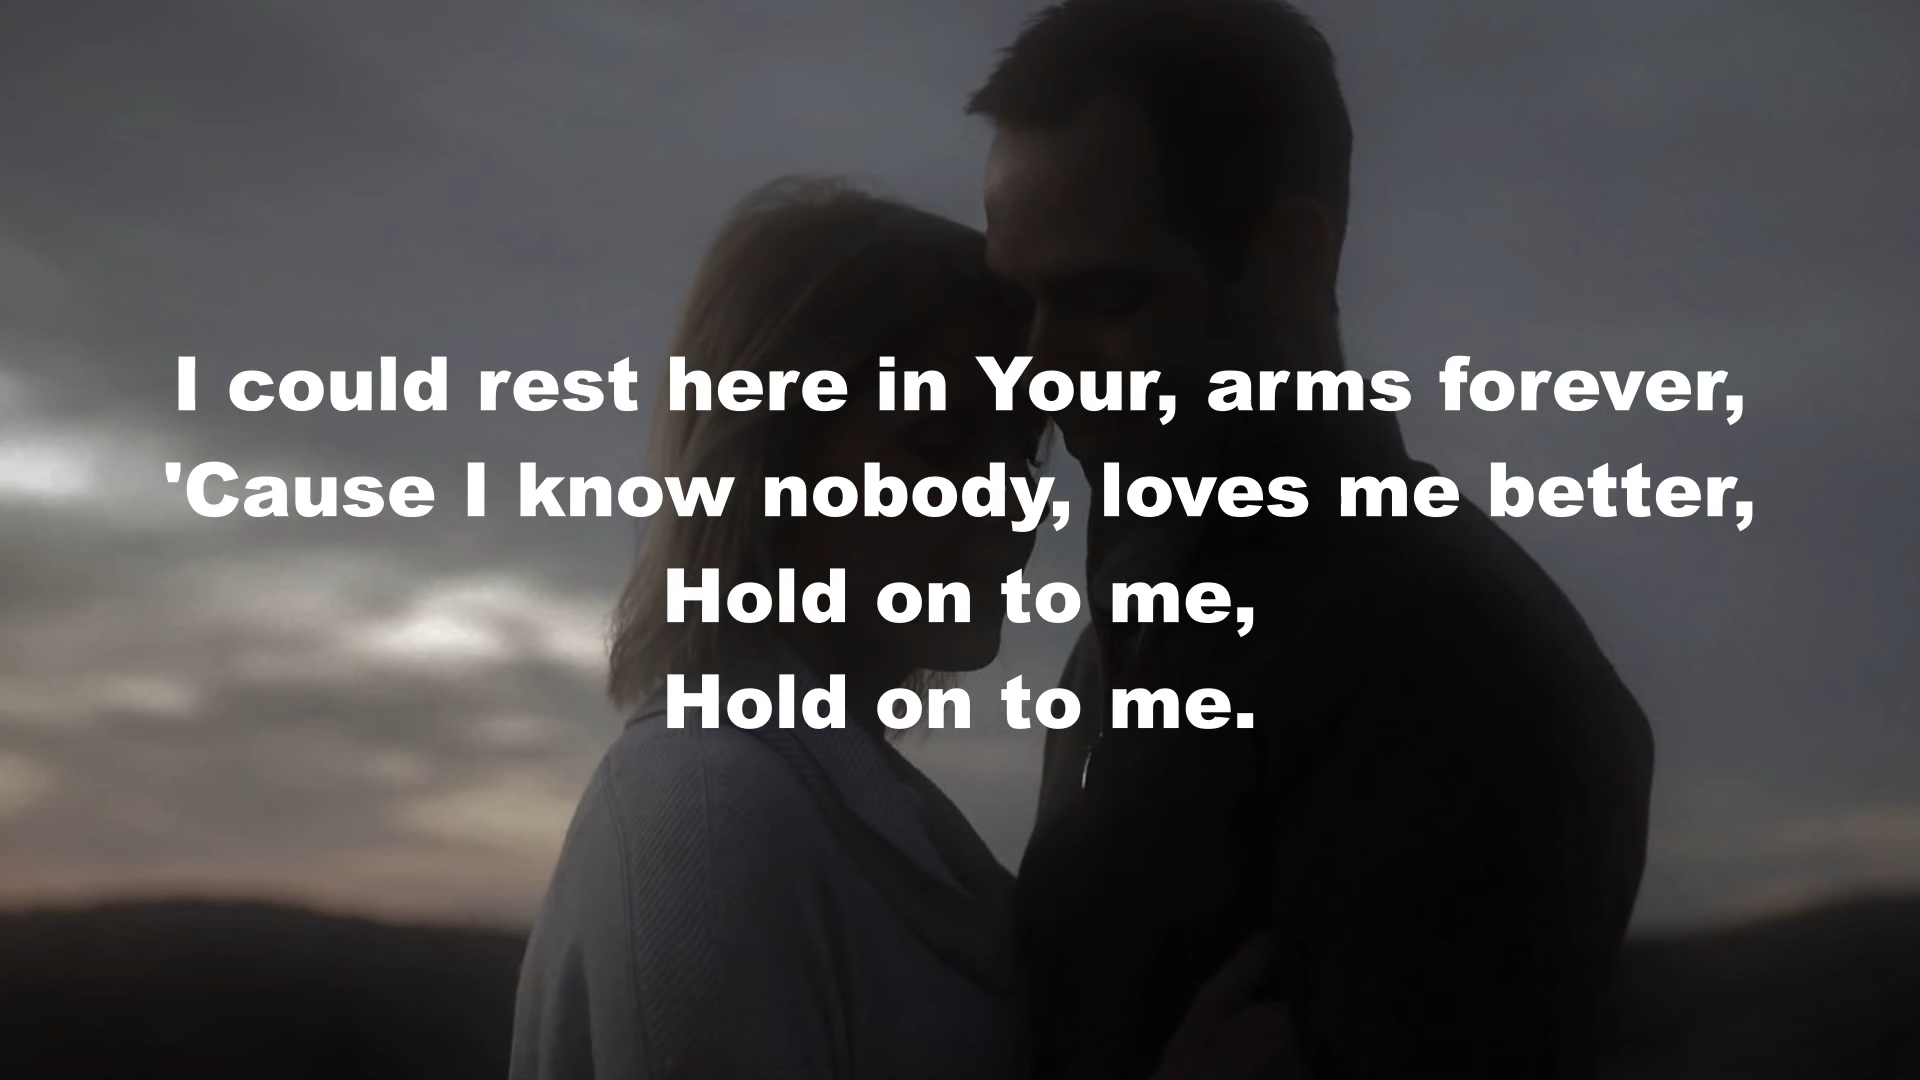 I could rest here in Your, arms forever,
'Cause I know nobody, loves me better,
Hold on to me,
Hold on to me.